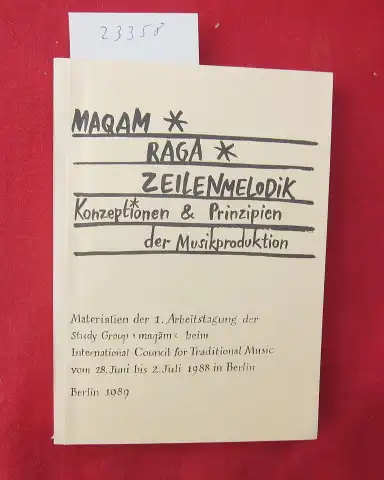 23358
MAQAM *
RAGA *
ZEILENMELODiK
Konzeptionen & Prinzipien
der Musikproduktion
Materialien der 1. Arbeitstagung der
Study Group ›maqām‹ beim
International Council for Traditional Music
vom 28. Juni bis 2. Juli 1988 in Berlin
Berlin 1989